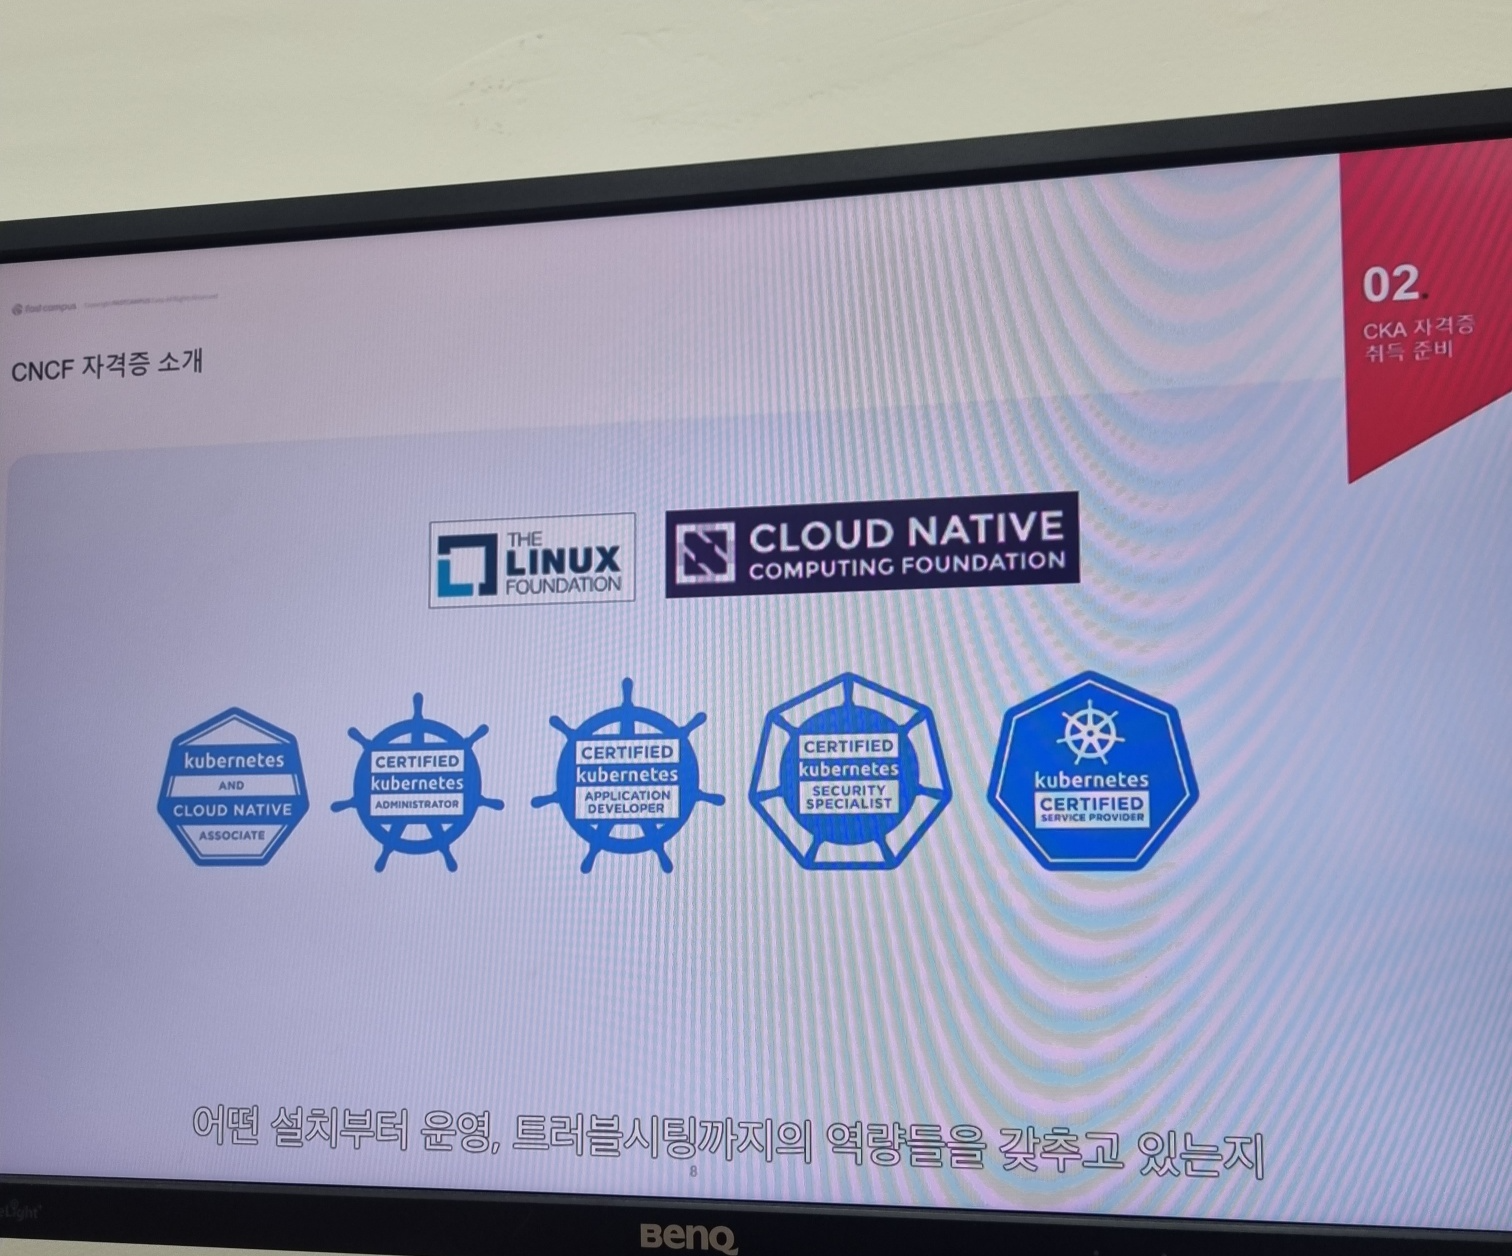 fast campus
CNCF 자격증 소개
02.
CKA 자격증
취득 준비
THE
LINUX
FOUNDATION
CLOUD NATIVE
COMPUTING FOUNDATION
kubernetes
AND
CLOUD NATIVE
ASSOCIATE
CERTIFIED
kubernetes
ADMINISTRATOR
CERTIFIED
kubernetes
APPLICATION
DEVELOPER
CERTIFIED
kubernetes
SECURITY
SPECIALIST
kubernetes
CERTIFIED
SERVICE PROVIDER
어떤 설치부터 운영, 트러블시팅까지의 역량들을 갖추고 있는지
8
BenQ